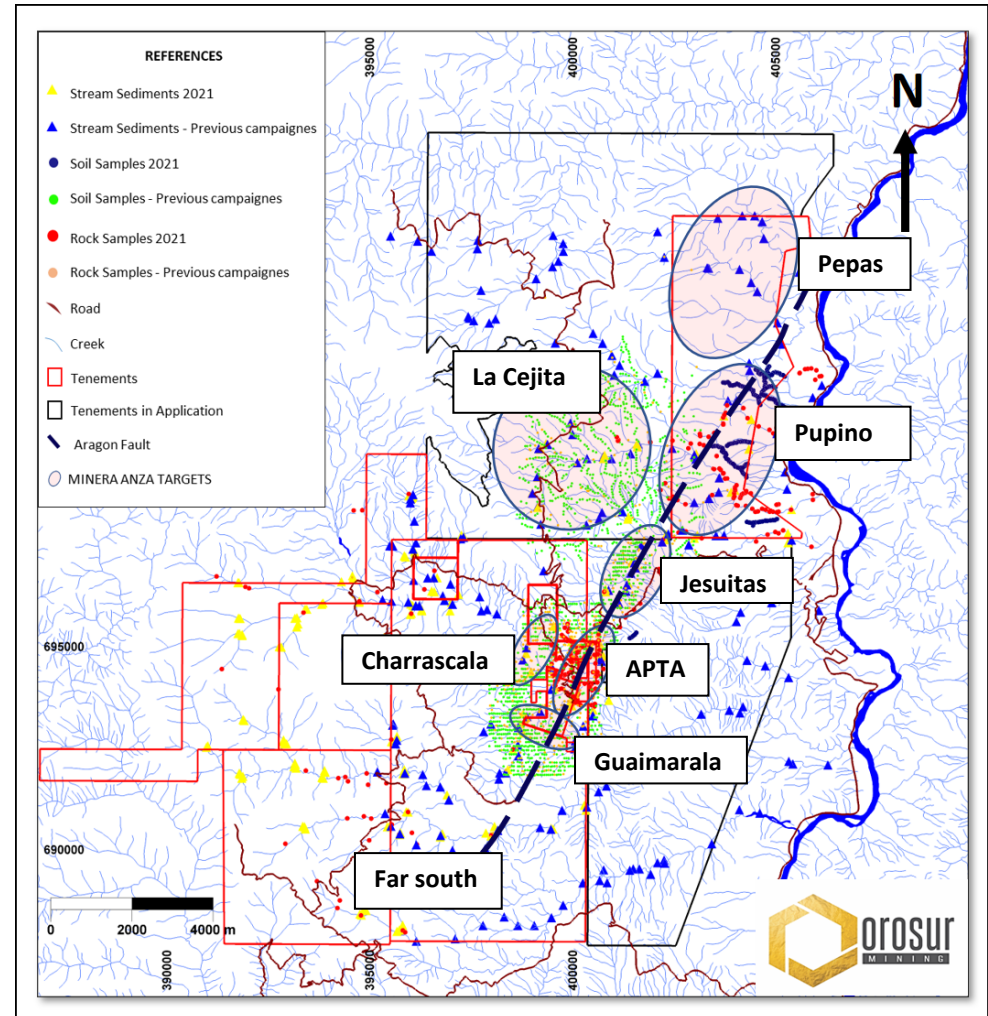 REFERENCES
Stream Sediments 2021
Stream Sediments - Previous campaignes
Soil Samples 2021
Soil Samples - Previous campaignes
Rock Samples 2021
Rock Samples - Previous campaignes
Road
Creek
Tenements
Tenements in Application
Aragon Fault
MINERA ANZA TARGETS
395000
400000
405000
N
Pepas
La Cejita
Pupino
Jesuitas
695000
Charrascala
APTA
Guaimarala
690000
Far south
0 2000 4000 m
390000
395000
400000
orosur
MINING